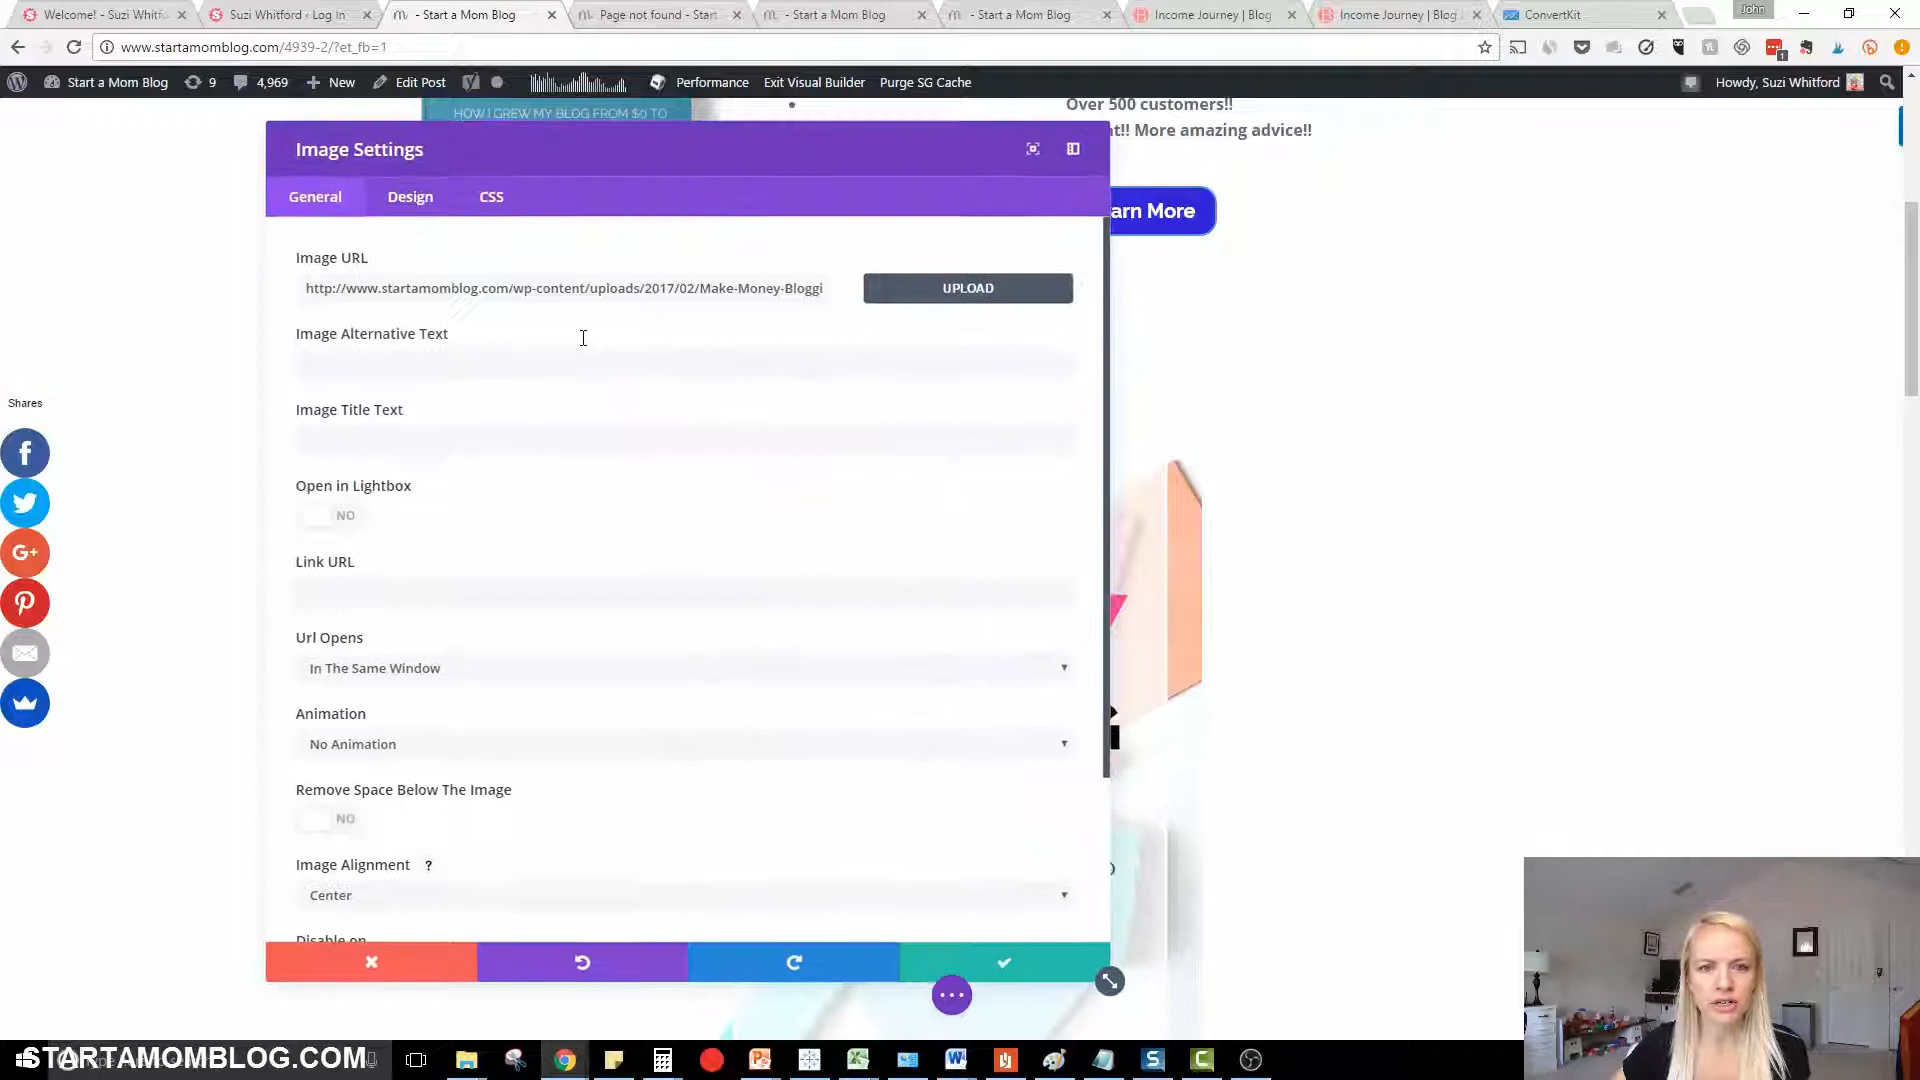 Welcome! - Suzi Whitf
Suzi Whitford ‹ Log In
- Start a Mom Blog
Page not found - Start
- Start a Mom Blog
- Start a Mom Blog
Income Journey | Blog
Income Journey | Blog
ConvertKit
John
www.startamomblog.com/4939-2/?et_fb=1
1
Start a Mom Blog
9
4,969
New
Edit Post
Performance
Exit Visual Builder
Purge SG Cache
Howdy, Suzi Whitford
HOW I GREW MY BLOG FROM $0 TO
Over 500 customers!!
t!! More amazing advice!!
arn More
Image Settings
General
Design
CSS
Image URL
http://www.startamomblog.com/wp-content/uploads/2017/02/Make-Money-Bloggi
UPLOAD
Image Alternative Text
Image Title Text
Open in Lightbox
NO
Link URL
Url Opens
In The Same Window
Animation
No Animation
Remove Space Below The Image
NO
Image Alignment ?
Center
Disable on
Shares
STARTAMOMBLOG.COM